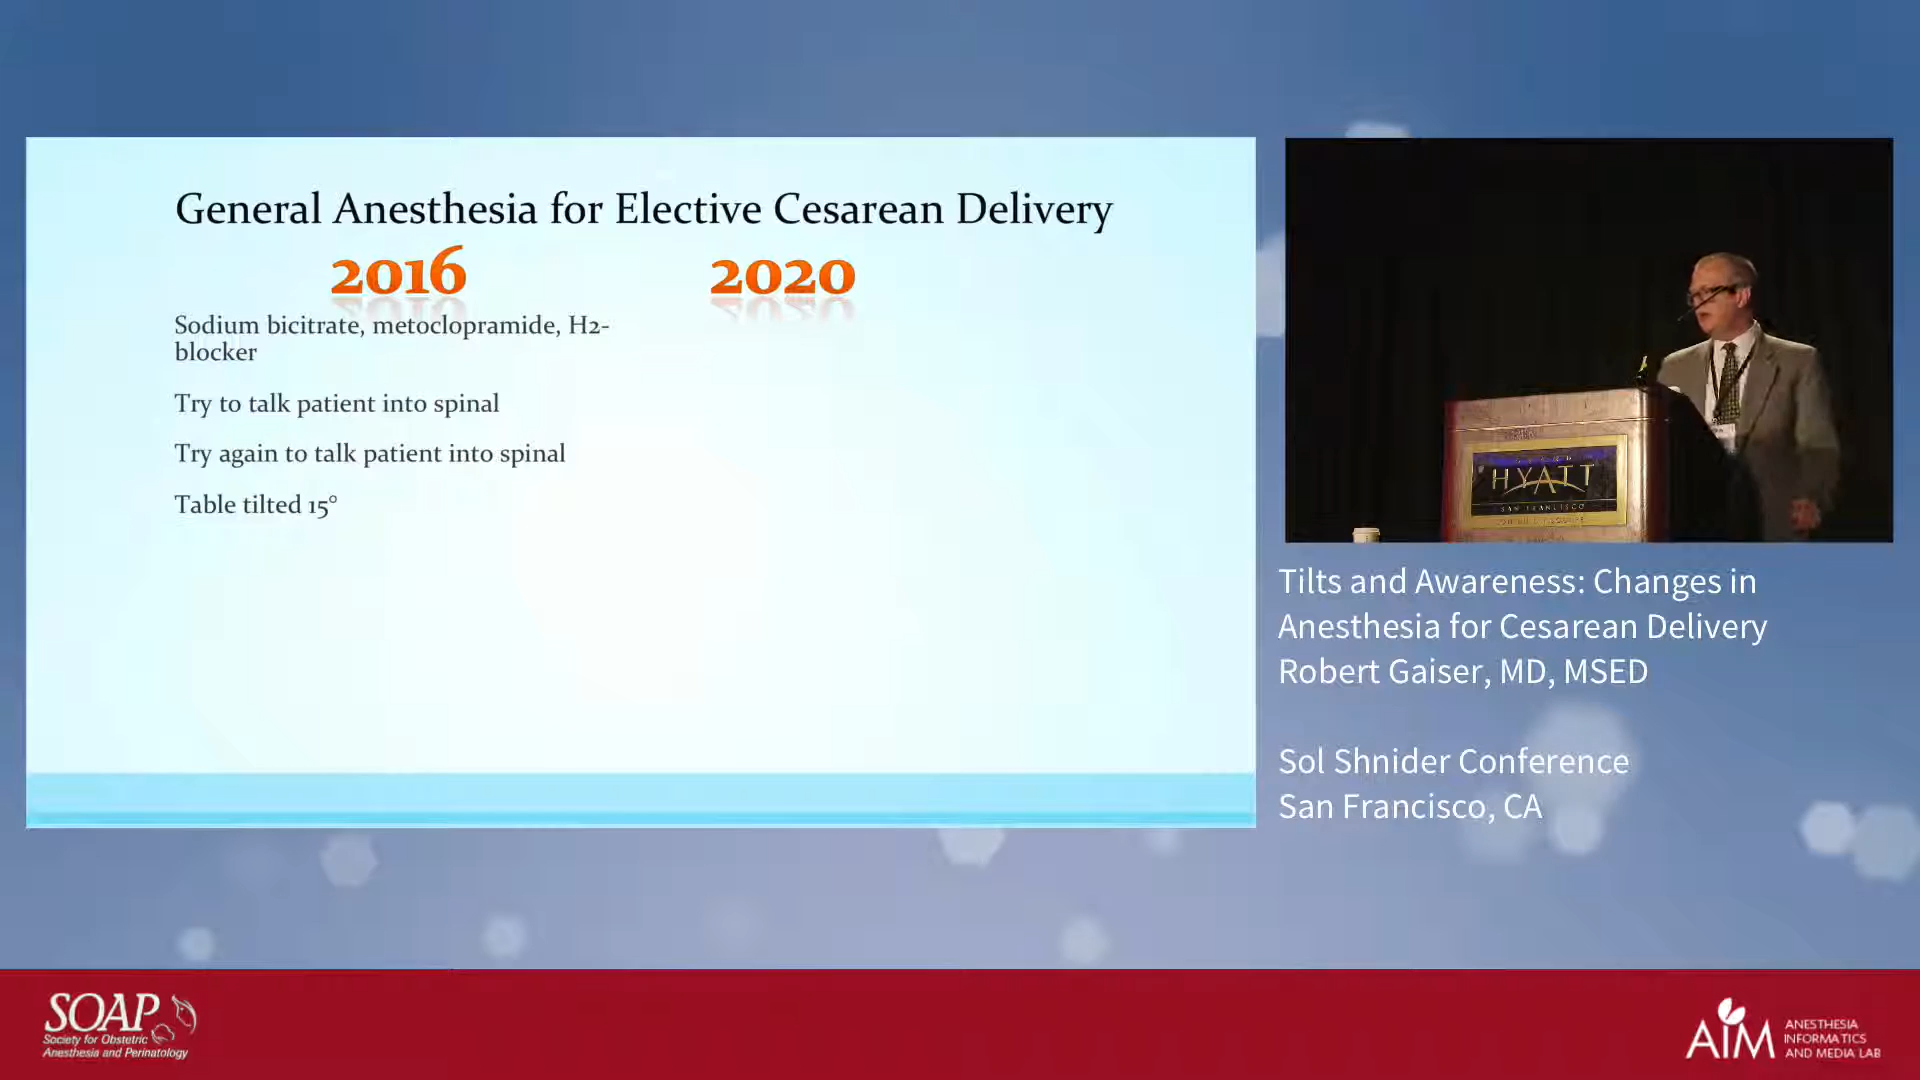 General Anesthesia for Elective Cesarean Delivery
2016
2020
Sodium bicitrate, metoclopramide, H2-
blocker
Try to talk patient into spinal
Try again to talk patient into spinal
Table tilted 15°
HYATT
SAN FRANCISCO
Tilts and Awareness: Changes in
Anesthesia for Cesarean Delivery
Robert Gaiser, MD, MSED
Sol Shnider Conference
San Francisco, CA
SOAP
Society for Obstetric
Anesthesia and Perinatology
AIM
ANESTHESIA
INFORMATICS
AND MEDIA LAB